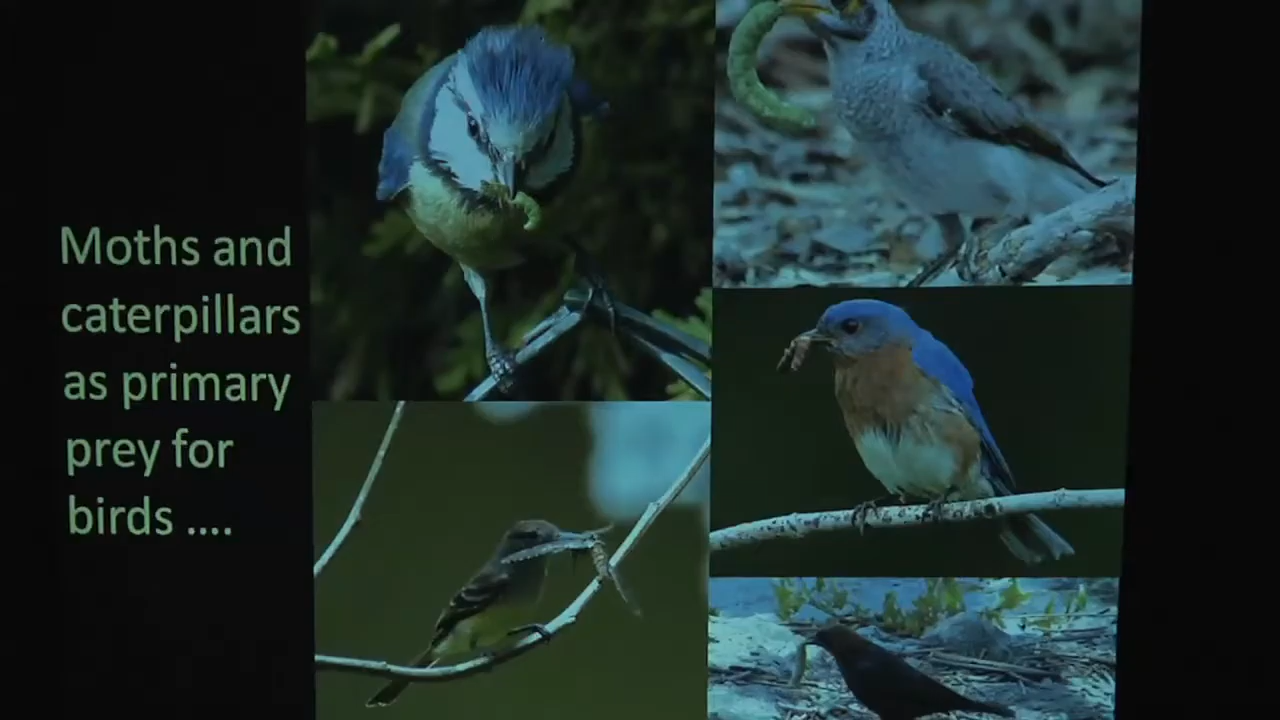 Moths and
caterpillars
as primary
prey for
birds ....